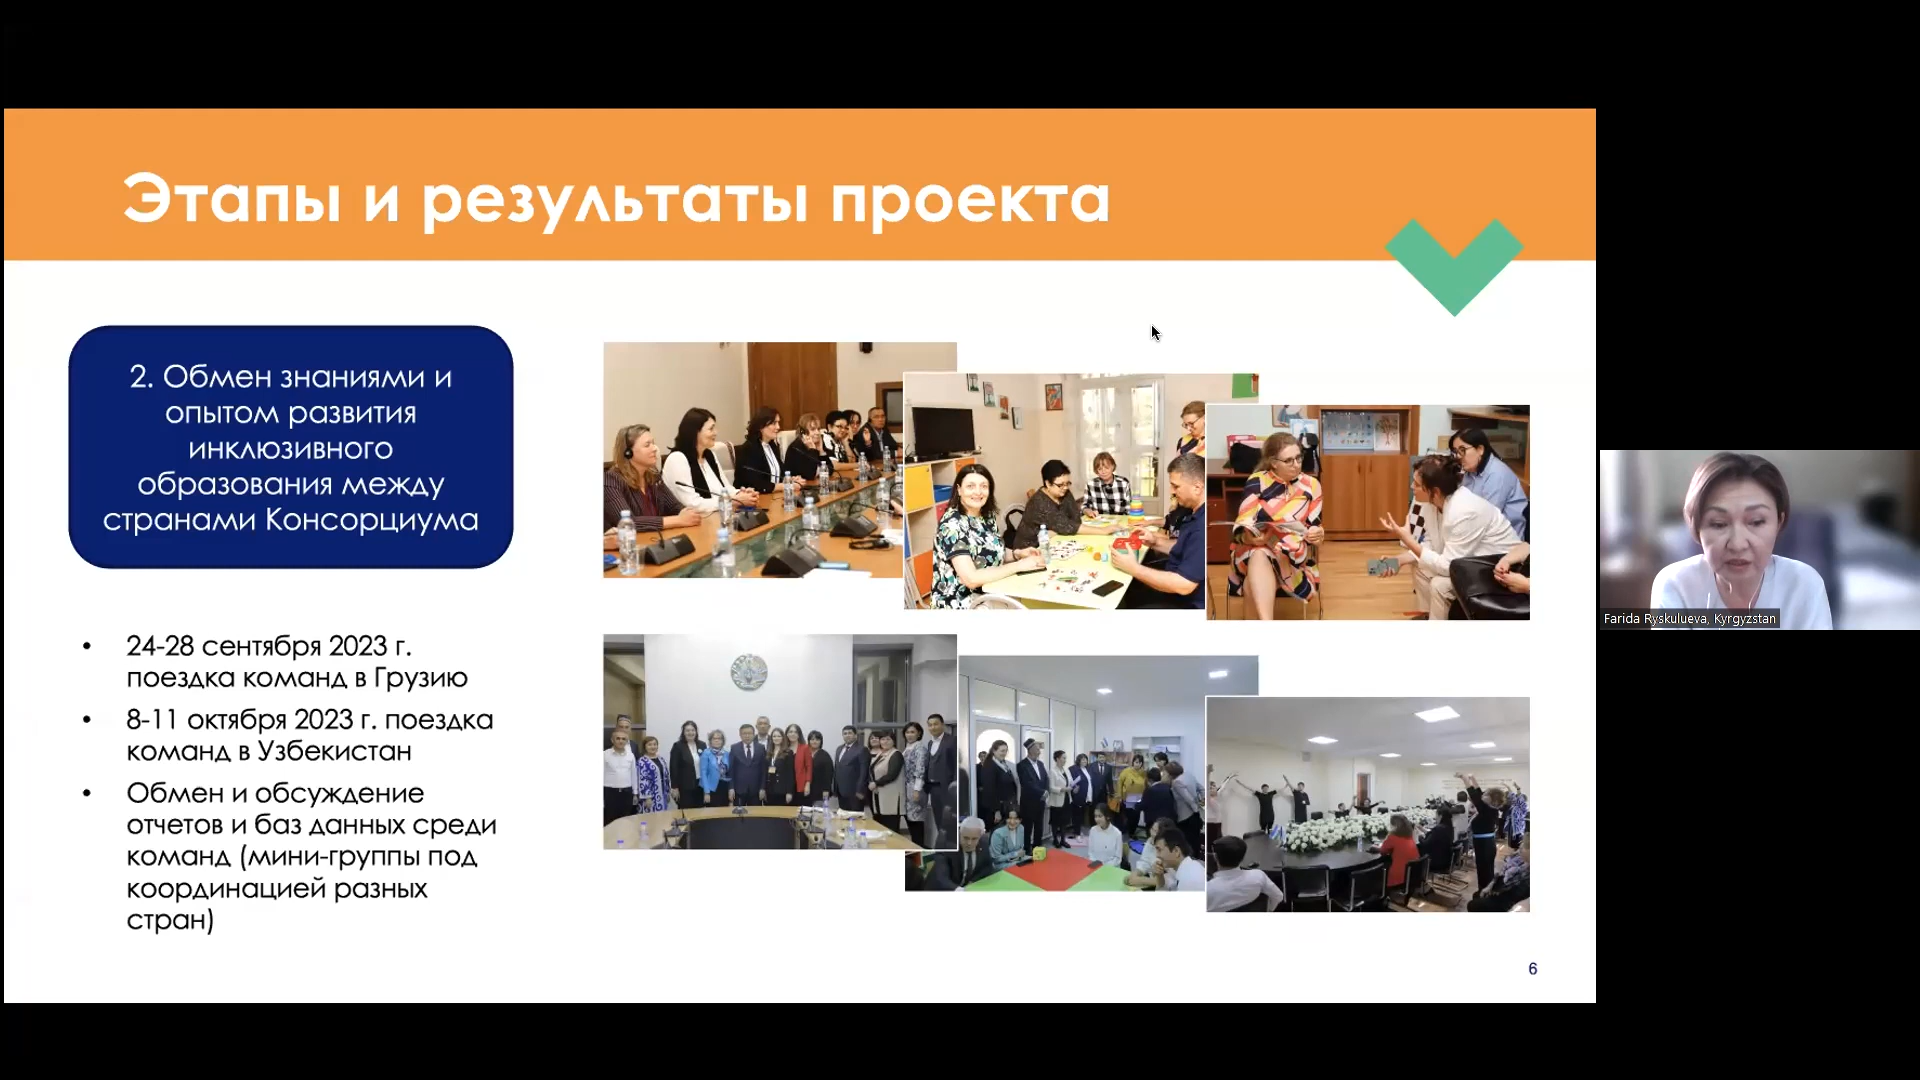 Этапы и результаты проекта
2. Обмен знаниями и
опытом развития
инклюзивного
образования между
странами Консорциума
• 24-28 сентября 2023 г.
поездка команд в Грузию
• 8-11 октября 2023 г. поездка
команд в Узбекистан
• Обмен и обсуждение
отчетов и баз данных среди
команд (мини-группы под
координацией разных
стран)
6
Farida Ryskulueva, Kyrgyzstan